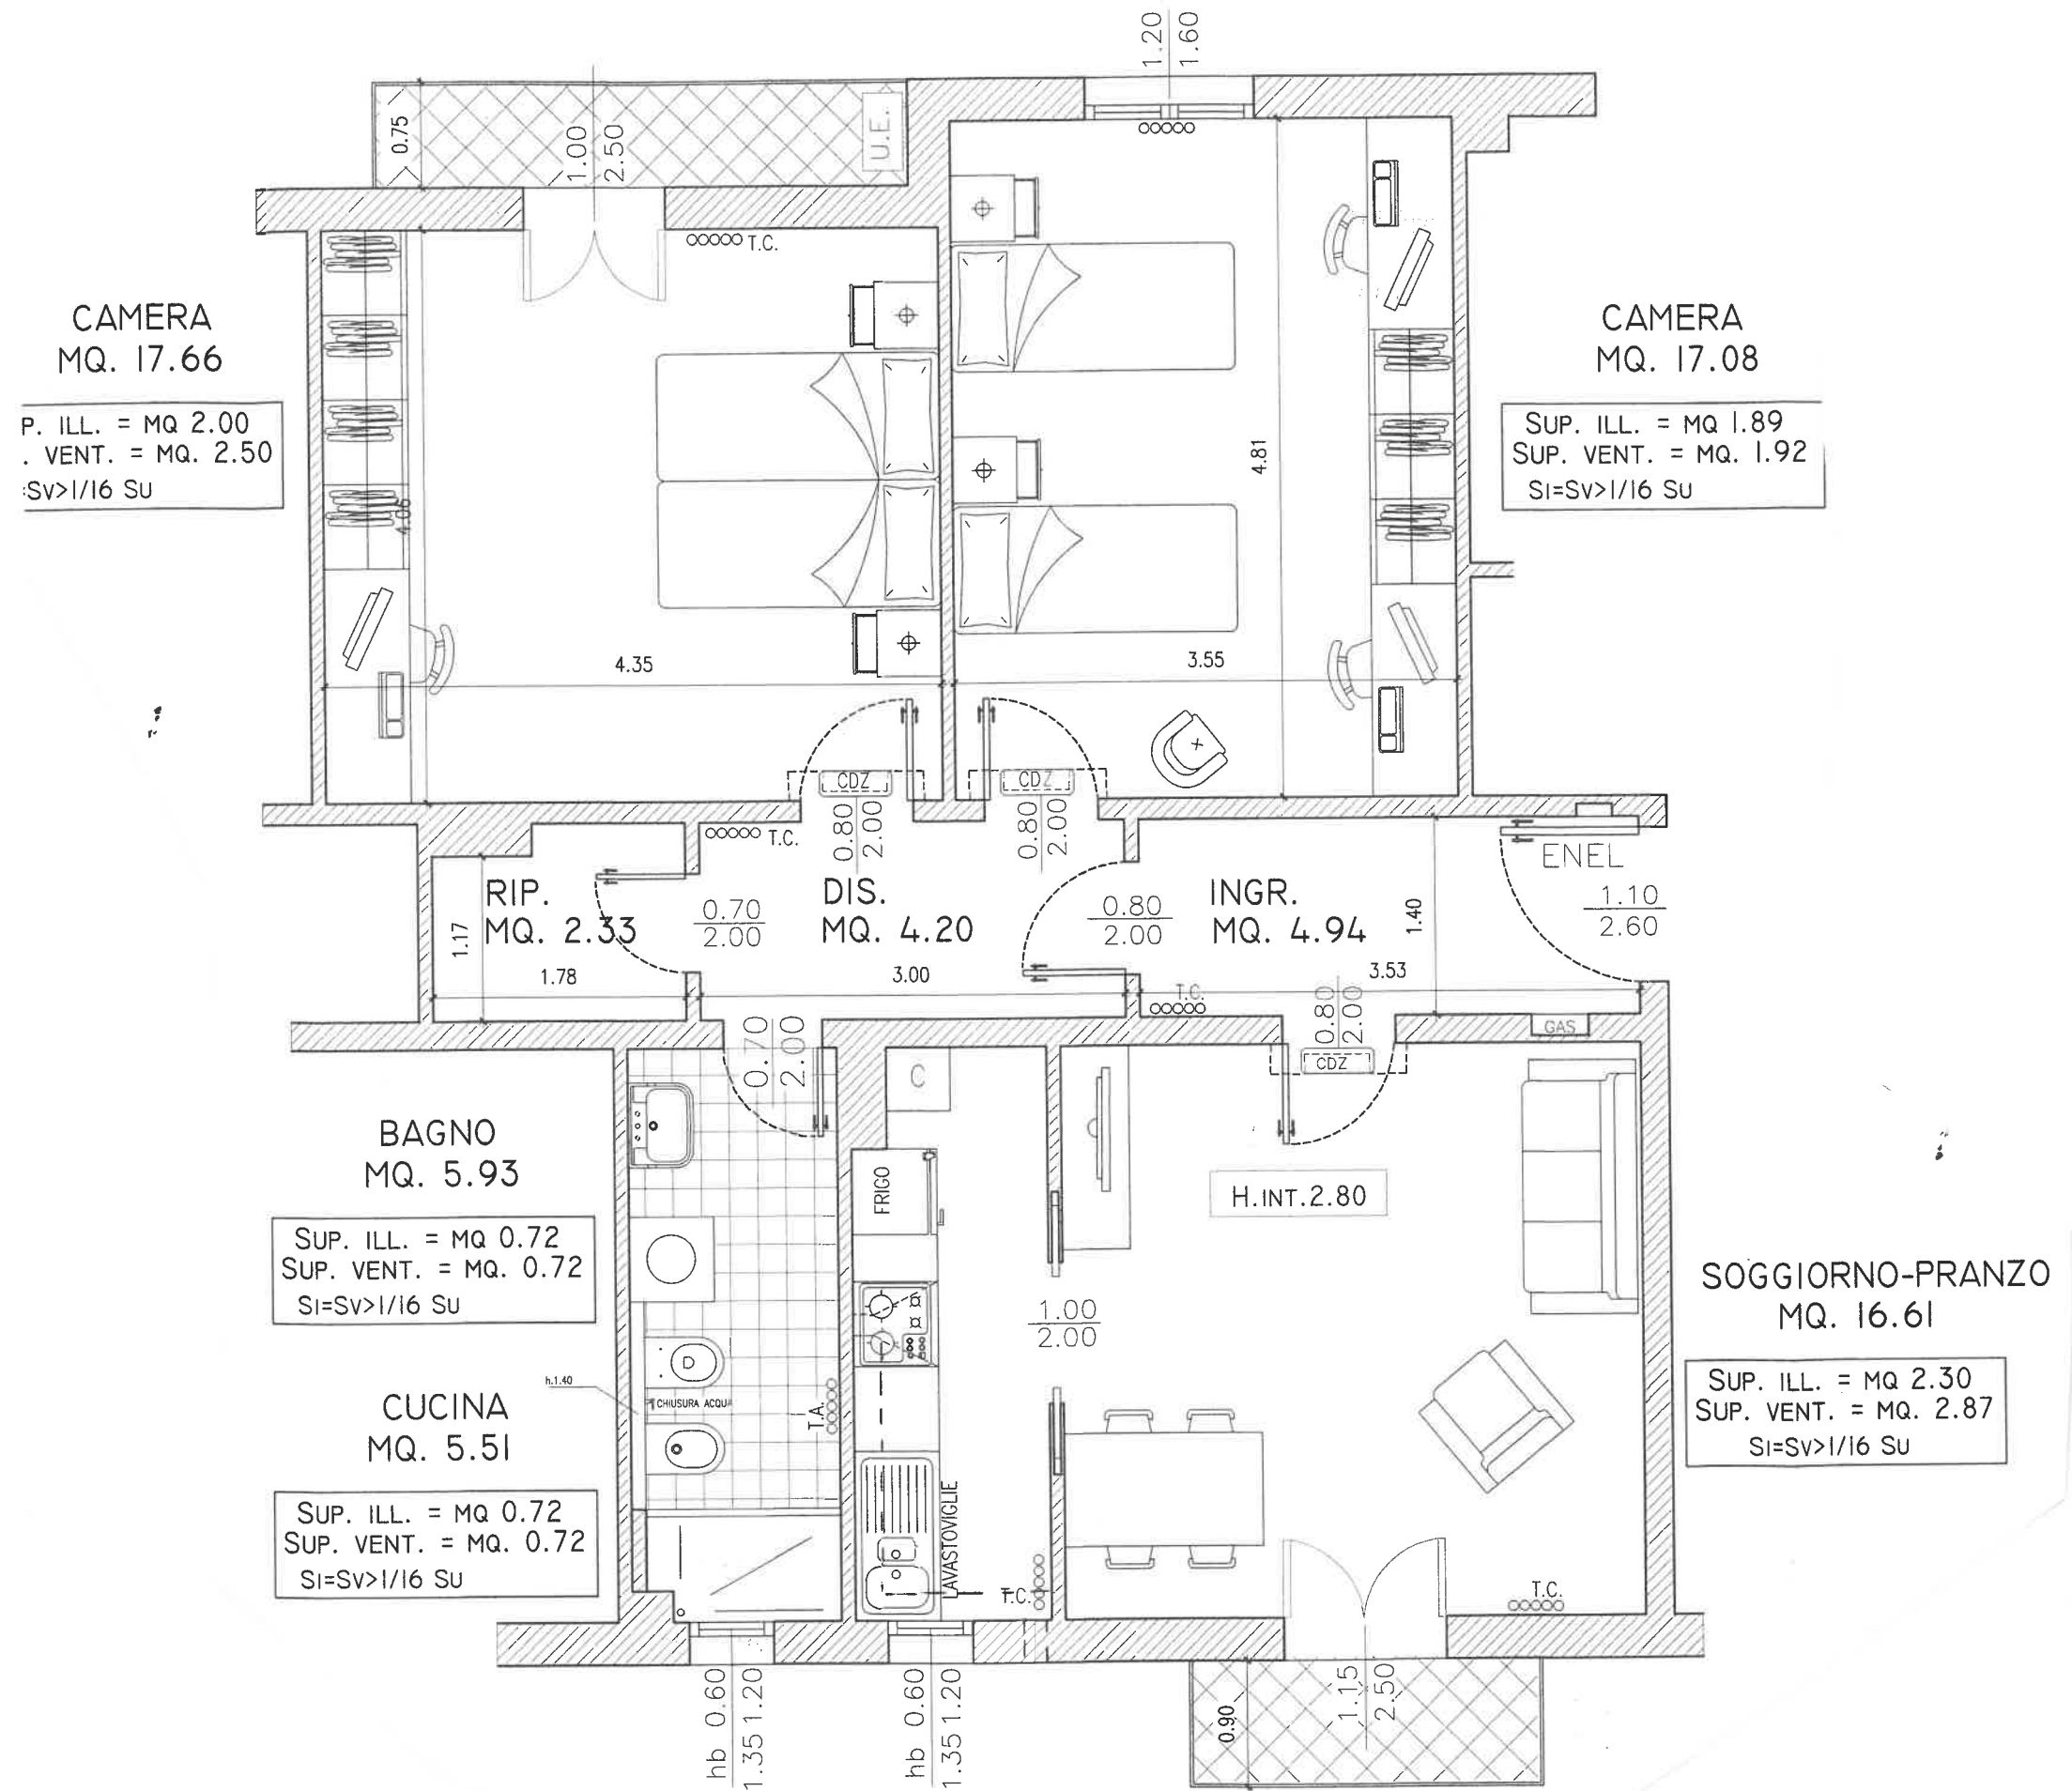 1.20
1.60
0.75
1.00
2.50
U.E.
T.C.
CAMERA
MQ. 17.66
P. ILL. = MQ 2.00
. VENT. = MQ. 2.50
SV>1/16 SU
CAMERA
MQ. 17.08
SUP. ILL. = MQ 1.89
SUP. VENT. = MQ. 1.92
SI=SV>1/16 SU
4.81
4.35
3.55
CDZ
CDZ
0.80
2.00
0.80
2.00
T.C.
ENEL
1.10
2.60
RIP.
MQ. 2.33
0.70
2.00
DIS.
MQ. 4.20
0.80
2.00
INGR.
MQ. 4.94
1.40
1.17
1.78
3.00
3.53
T.C.
0.80
2.00
GAS
CDZ
0.70
2.00
C
BAGNO
MQ. 5.93
SUP. ILL. = MQ 0.72
SUP. VENT. = MQ. 0.72
SI=SV>1/16 SU
FRIGO
H.INT.2.80
SOGGIORNO-PRANZO
MQ. 16.61
SUP. ILL. = MQ 2.30
SUP. VENT. = MQ. 2.87
SI=SV>1/16 SU
1.00
2.00
h.1.40
CHIUSURA ACQUA
T.A.
CUCINA
MQ. 5.51
SUP. ILL. = MQ 0.72
SUP. VENT. = MQ. 0.72
SI=SV>1/16 SU
LAVASTOVIGLIE
T.C.
T.C.
hb 0.60
1.35 1.20
hb 0.60
1.35 1.20
0.90
1.15
2.50